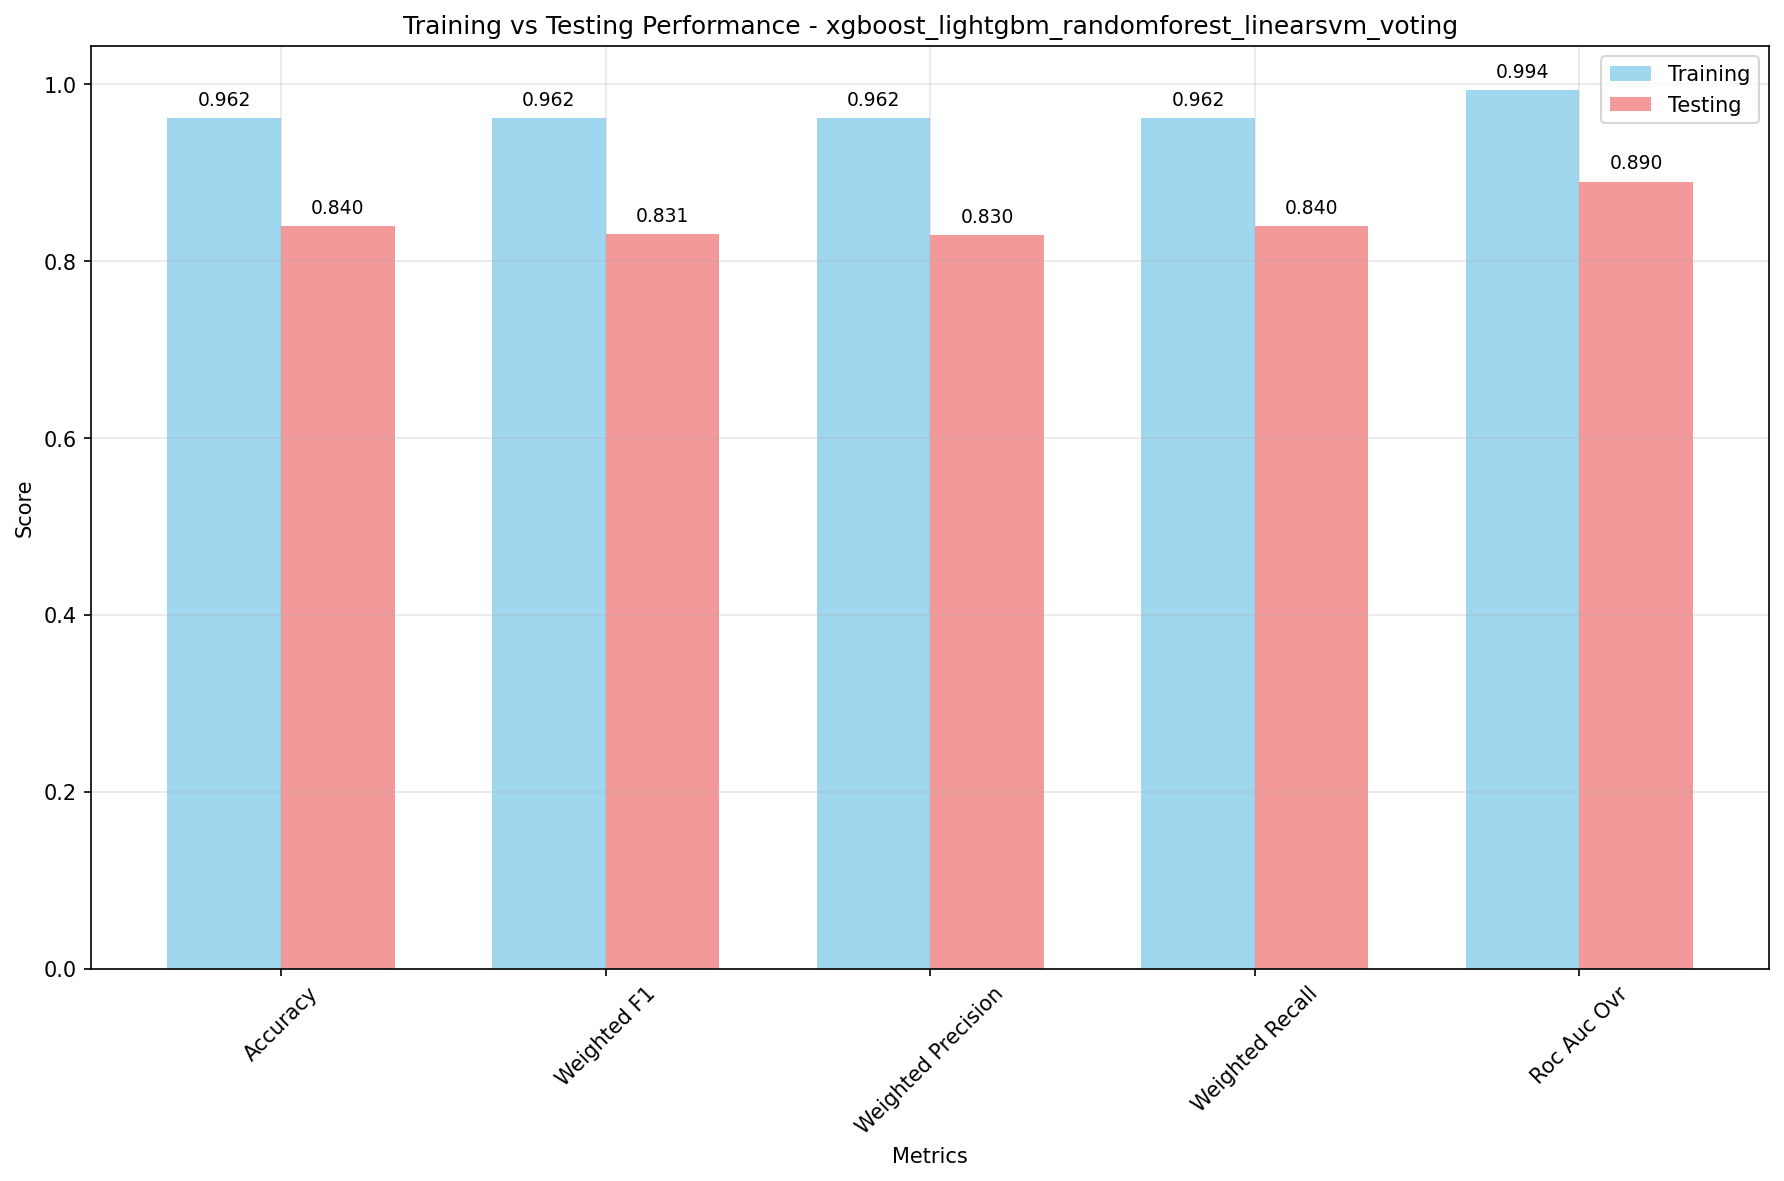 Training vs Testing Performance - xgboost_lightgbm_randomforest_linearsvm_voting
Training
Testing
0.962
0.840
0.962
0.831
0.962
0.830
0.962
0.840
0.994
0.890
Score
1.0
0.8
0.6
0.4
0.2
0.0
Accuracy
Weighted F1
Weighted Precision
Weighted Recall
Roc Auc Ovr
Metrics